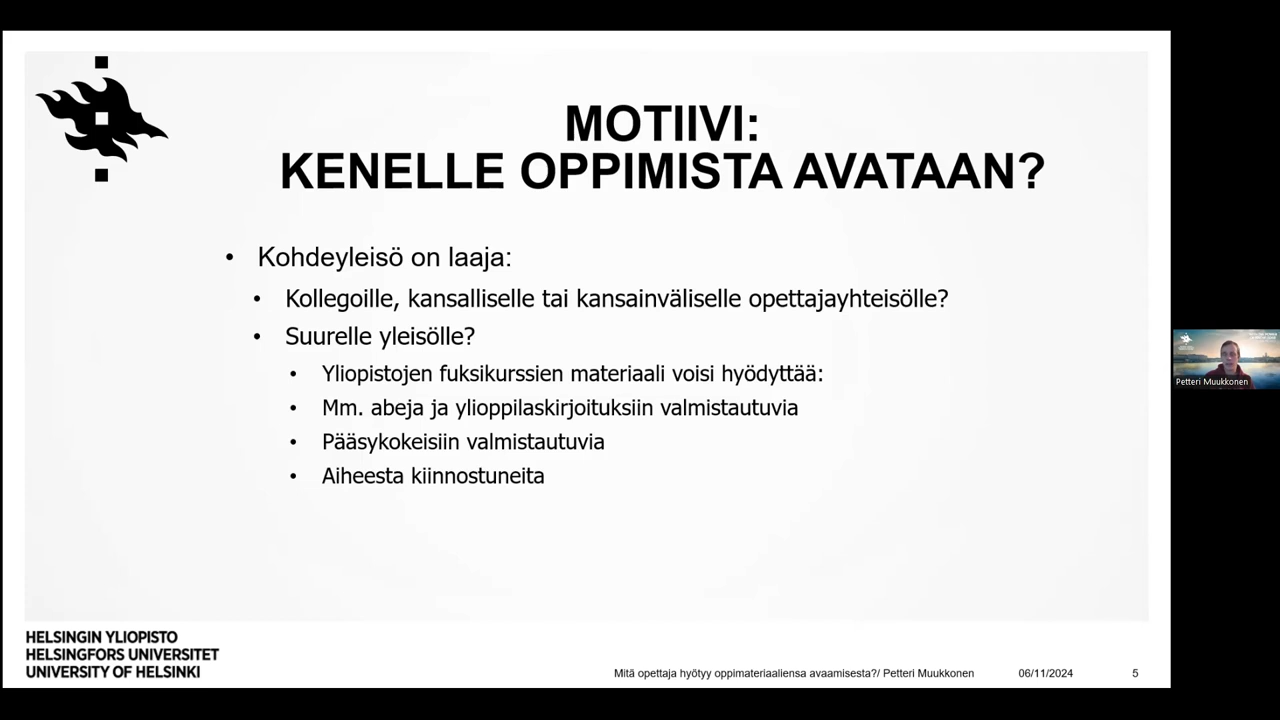 MOTIIVI:
KENELLE OPPIMISTA AVATAAN?
• Kohdeyleisö on laaja:
• Kollegoille, kansalliselle tai kansainväliselle opettajayhteisölle?
• Suurelle yleisölle?
• Yliopistojen fuksikurssien materiaali voisi hyödyttää:
• Mm. abeja ja ylioppilaskirjoituksiin valmistautuvia
• Pääsykokeisiin valmistautuvia
• Aiheesta kiinnostuneita
Petteri Muukkonen
HELSINGIN YLIOPISTO
HELSINGFORS UNIVERSITET
UNIVERSITY OF HELSINKI
Mitä opettaja hyötyy oppimateriaaliensa avaamisesta?/ Petteri Muukkonen 06/11/2024 5